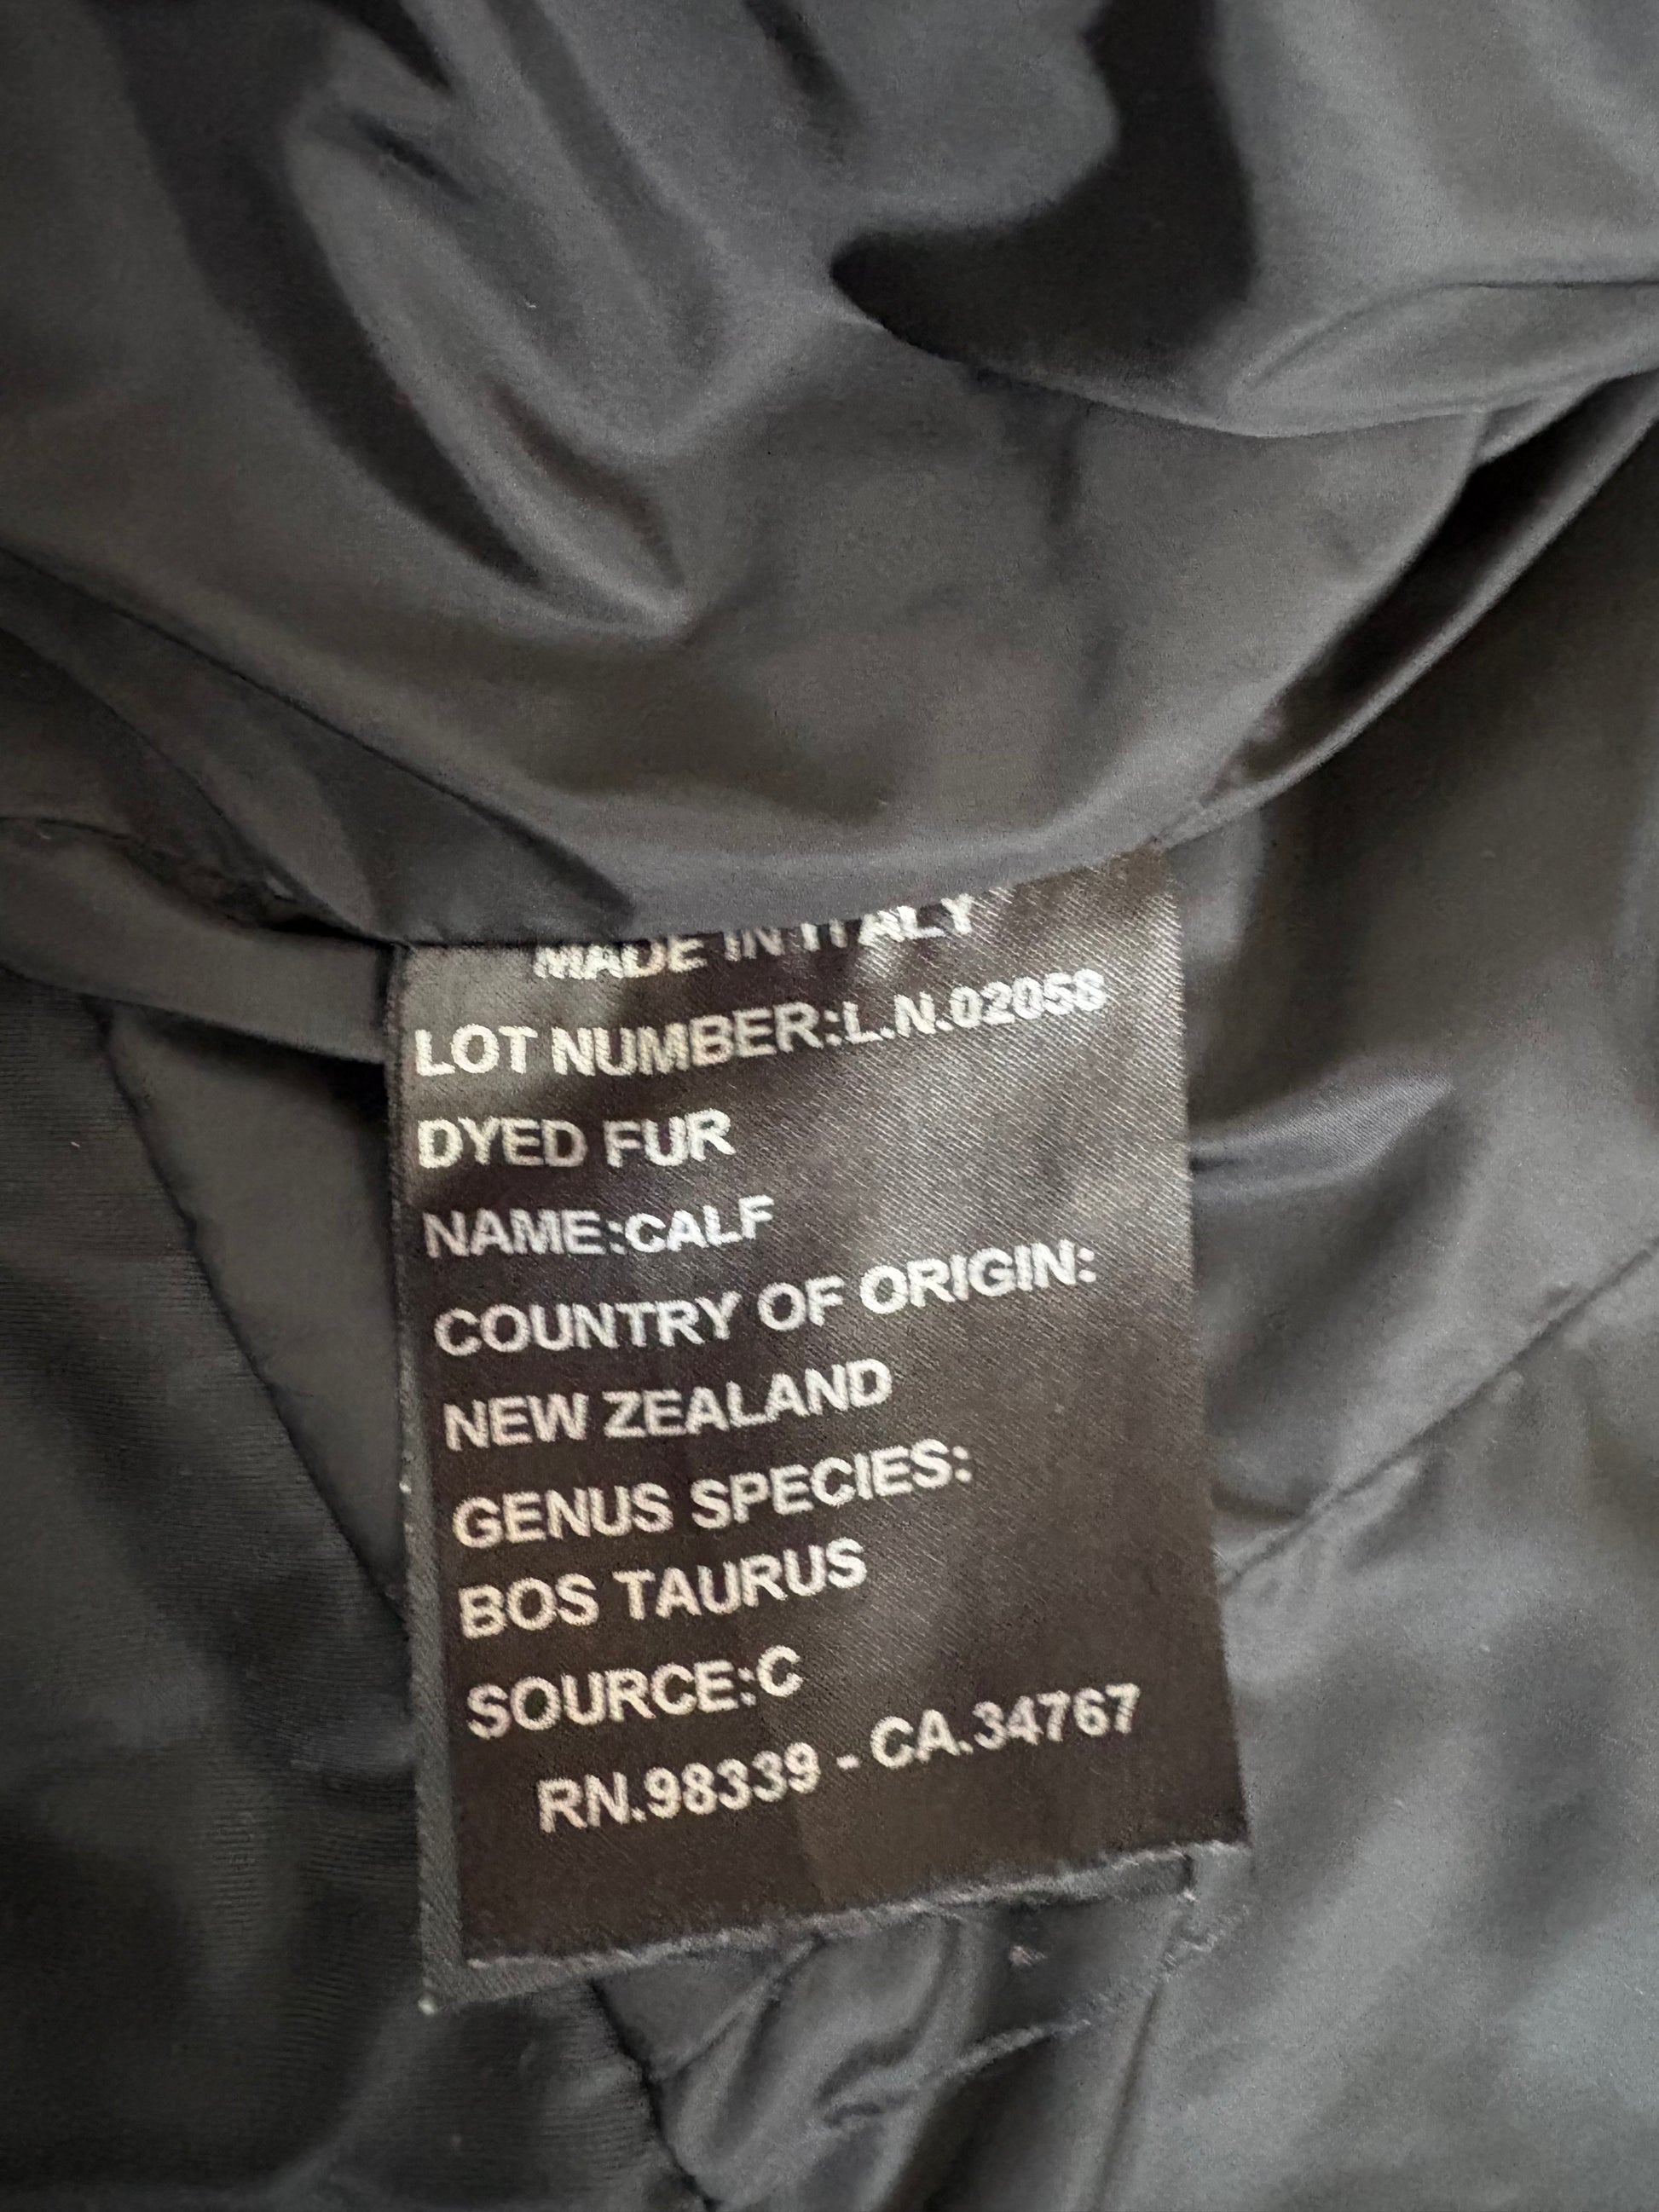 MADE IN ITALY
LOT NUMBER:L.N.02058
DYED FUR
NAME:CALF
COUNTRY OF ORIGIN:
NEW ZEALAND
GENUS SPECIES:
BOS TAURUS
SOURCE:C
RN.98339 - CA.34767